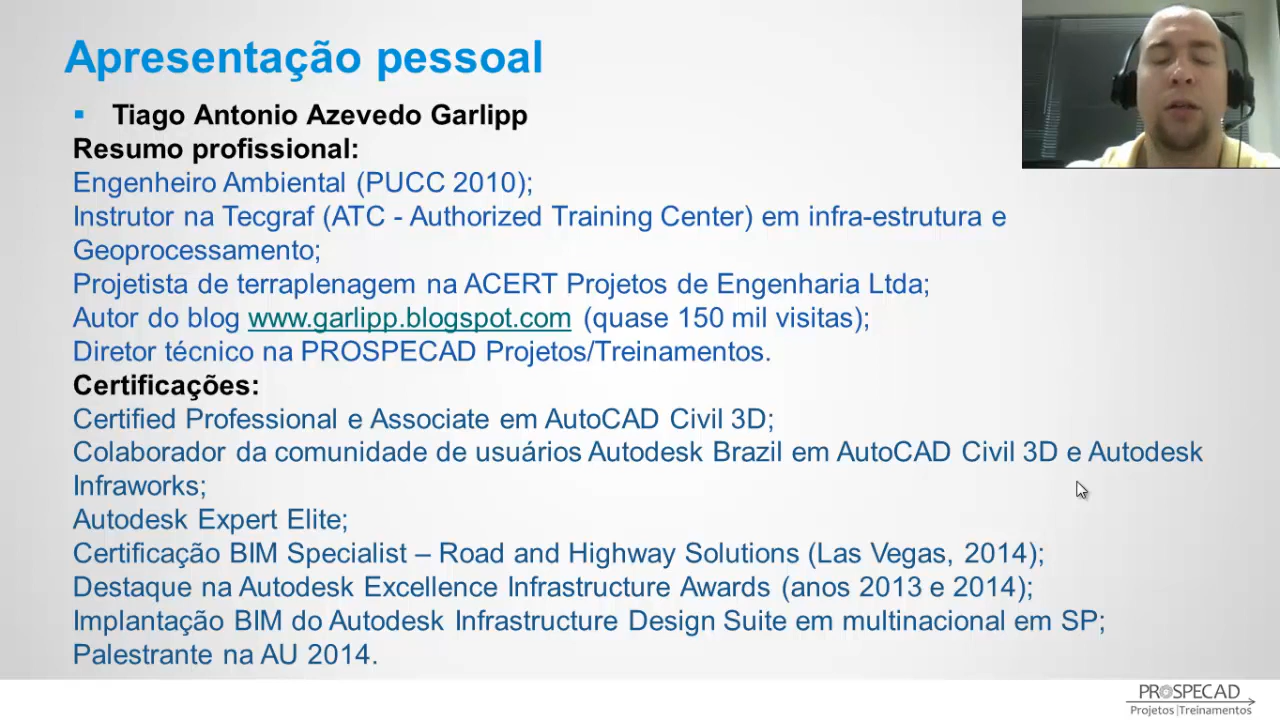 Apresentação pessoal
Tiago Antonio Azevedo Garlipp
Resumo profissional:
Engenheiro Ambiental (PUCC 2010);
Instrutor na Tecgraf (ATC - Authorized Training Center) em infra-estrutura e
Geoprocessamento;
Projetista de terraplenagem na ACERT Projetos de Engenharia Ltda;
Autor do blog www.garlipp.blogspot.com (quase 150 mil visitas);
Diretor técnico na PROSPECAD Projetos/Treinamentos.
Certificações:
Certified Professional e Associate em AutoCAD Civil 3D;
Colaborador da comunidade de usuários Autodesk Brazil em AutoCAD Civil 3D e Autodesk
Infraworks;
Autodesk Expert Elite;
Certificação BIM Specialist – Road and Highway Solutions (Las Vegas, 2014);
Destaque na Autodesk Excellence Infrastructure Awards (anos 2013 e 2014);
Implantação BIM do Autodesk Infrastructure Design Suite em multinacional em SP;
Palestrante na AU 2014.
PROSPECAD
Projetos|Treinamentos